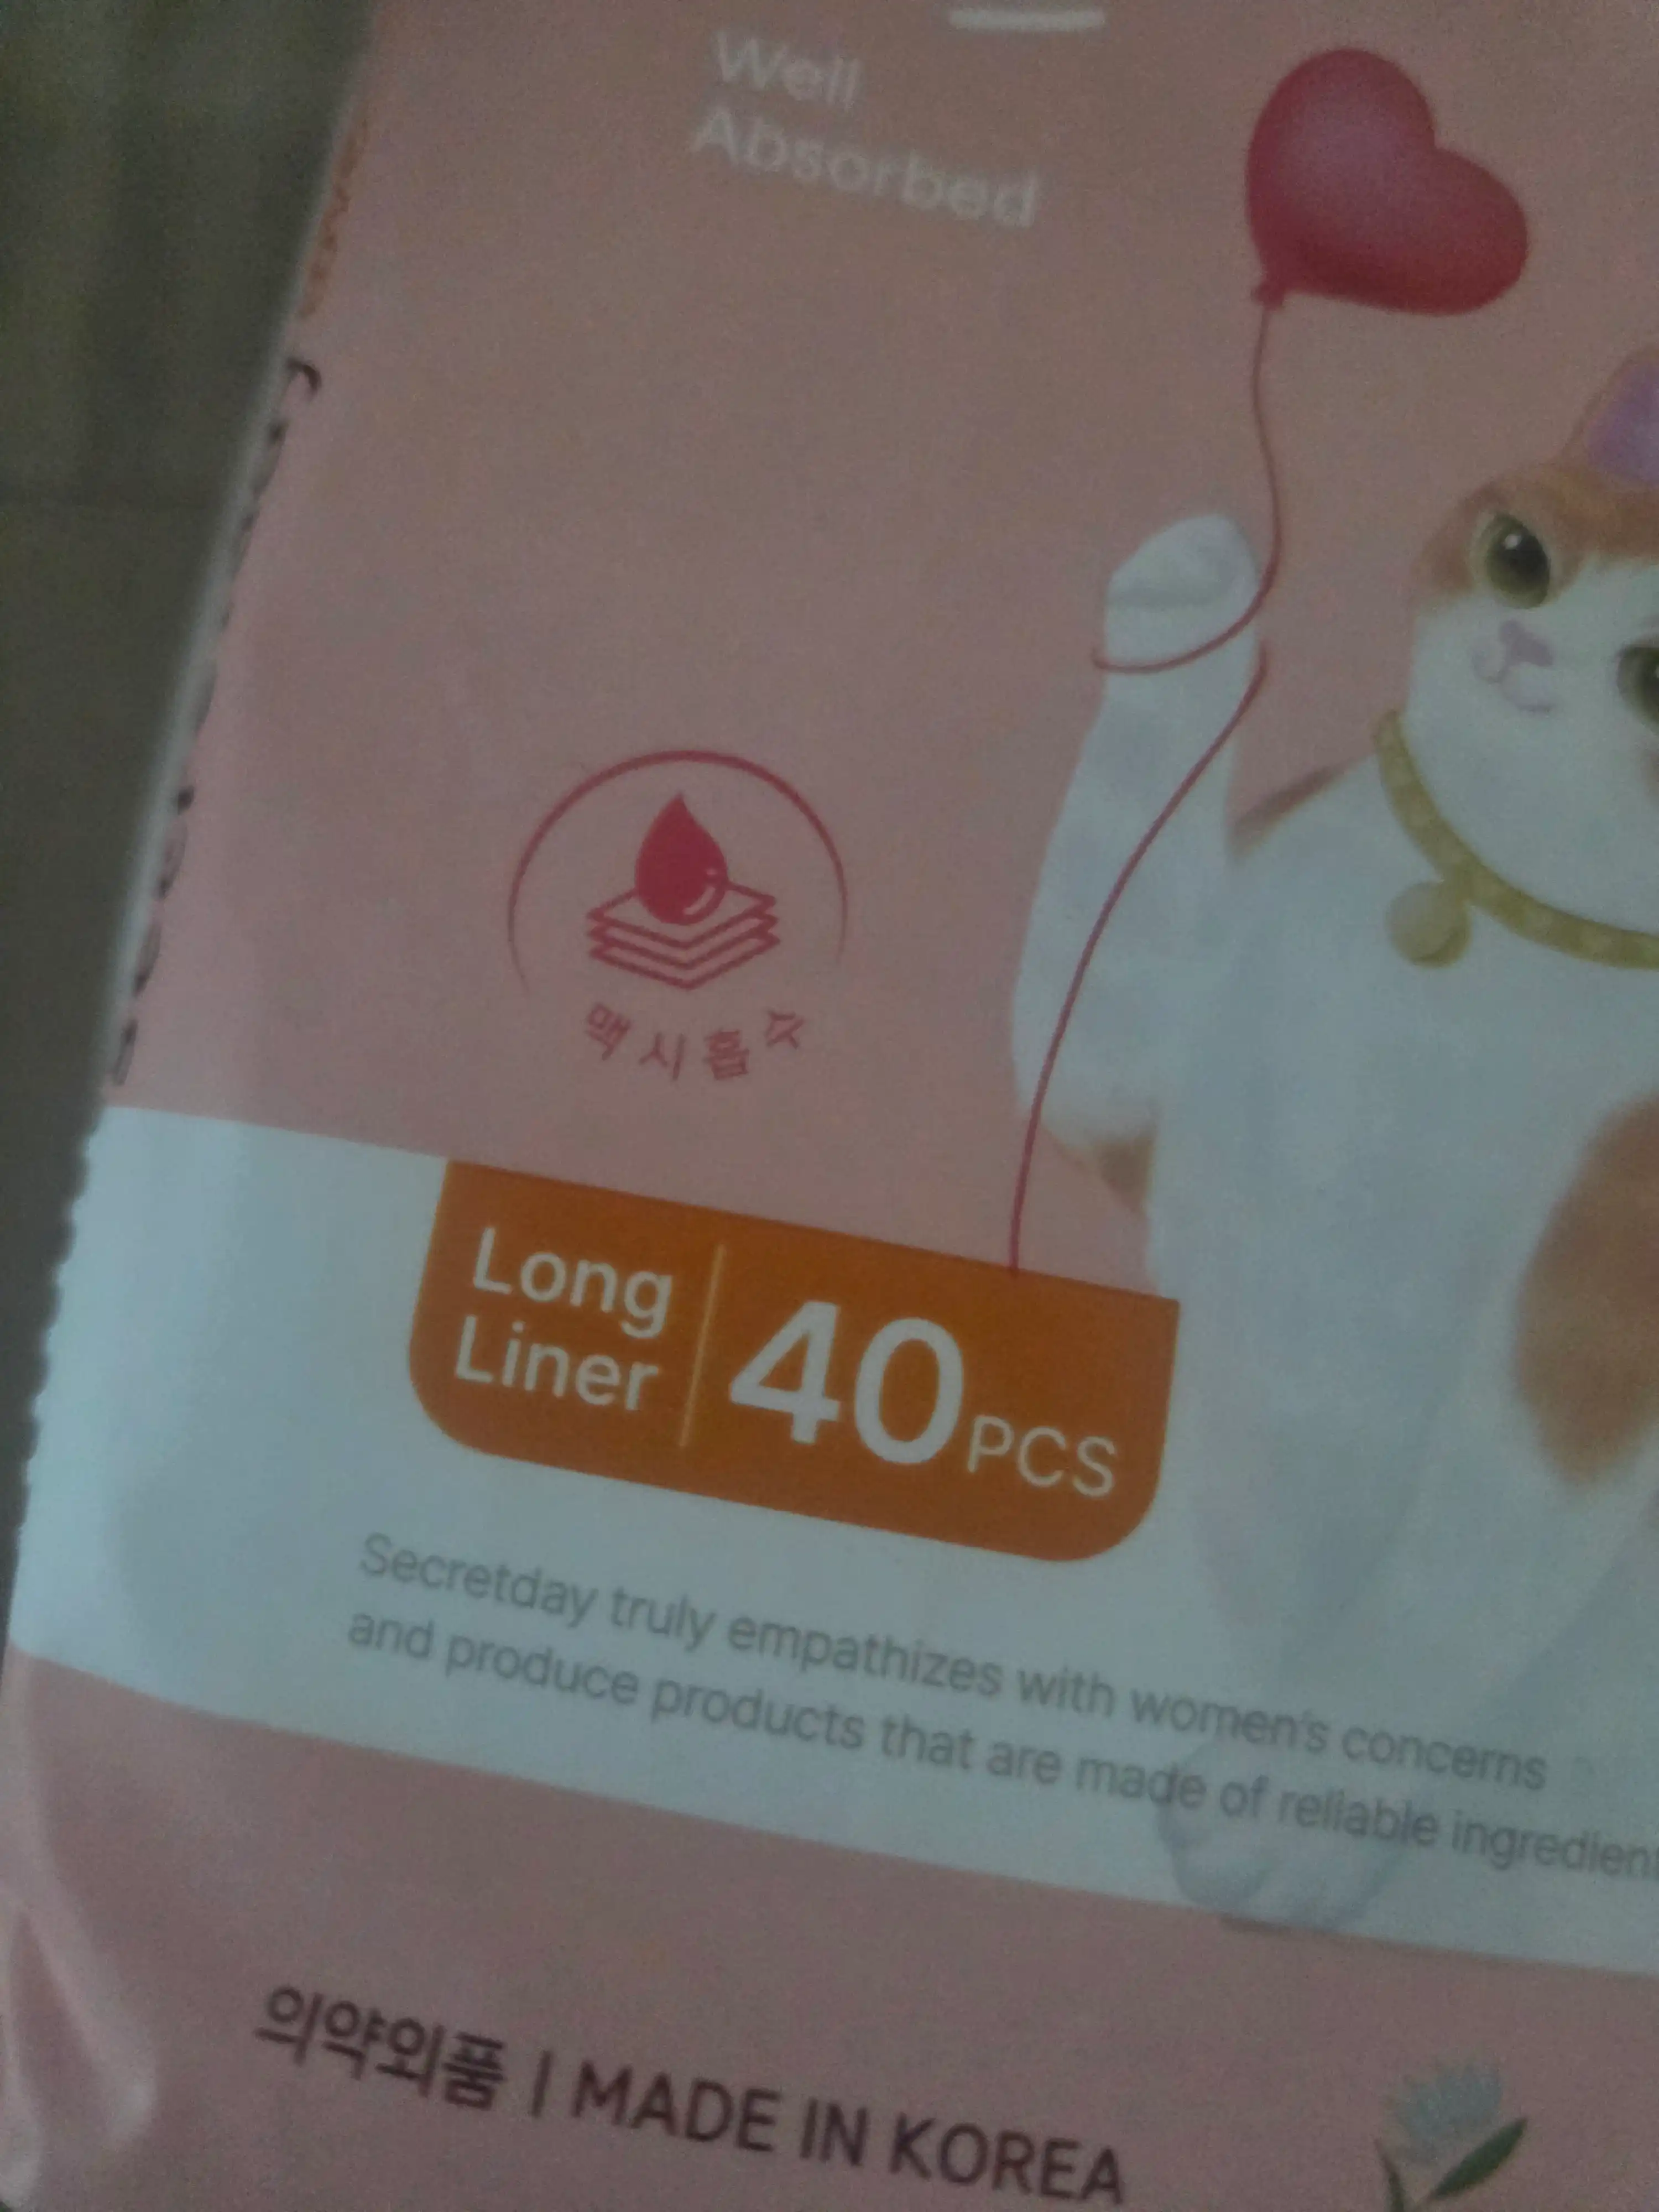 Well
Absorbed
맥시흡수
Long
Liner
40PCS
Secretday truly empathizes with women's concerns
and produce products that are made of reliable ingredient
의약외품 | MADE IN KOREA